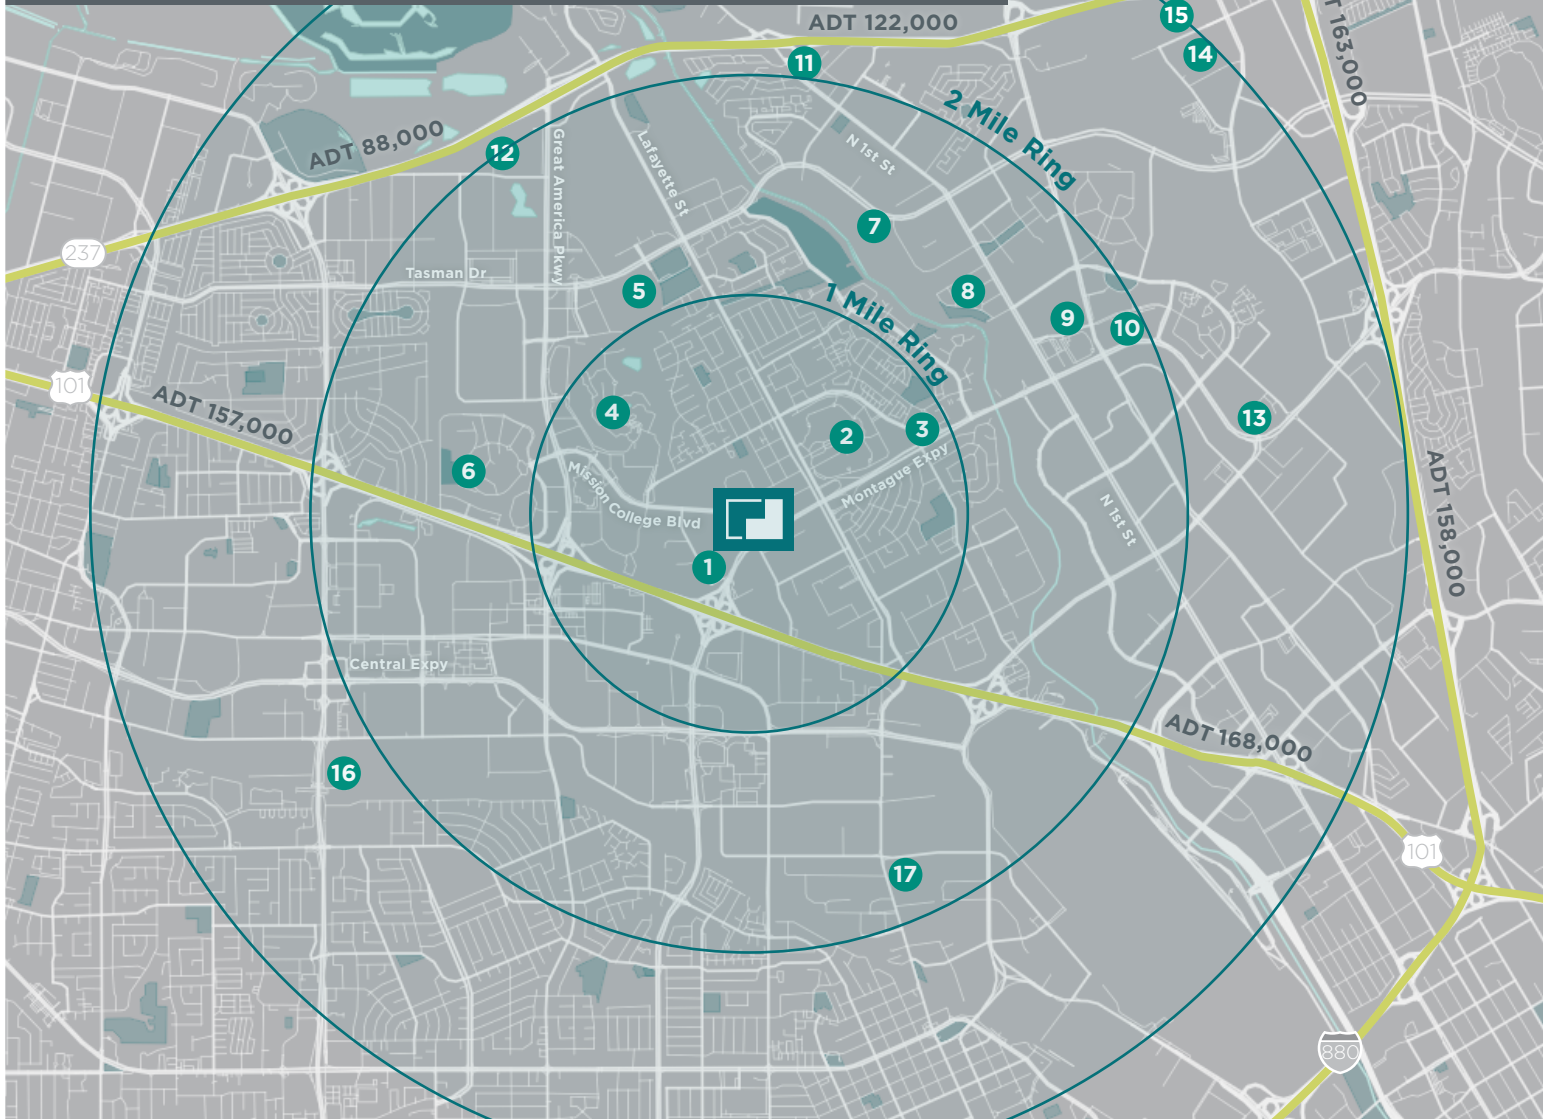 15
ADT 122,000
14
11
T 163,000
2 Mile Ring
ADT 88,000
12
Great America Pkwy
Lafayette St
N 1st St
7
237
Tasman Dr
5
8
1 Mile Ring
9
10
101
ADT 157,000
4
2
3
13
6
Mission College Blvd
Montague Expy
N 1st St
ADT 158,000
1
Central Expy
ADT 168,000
16
101
17
880